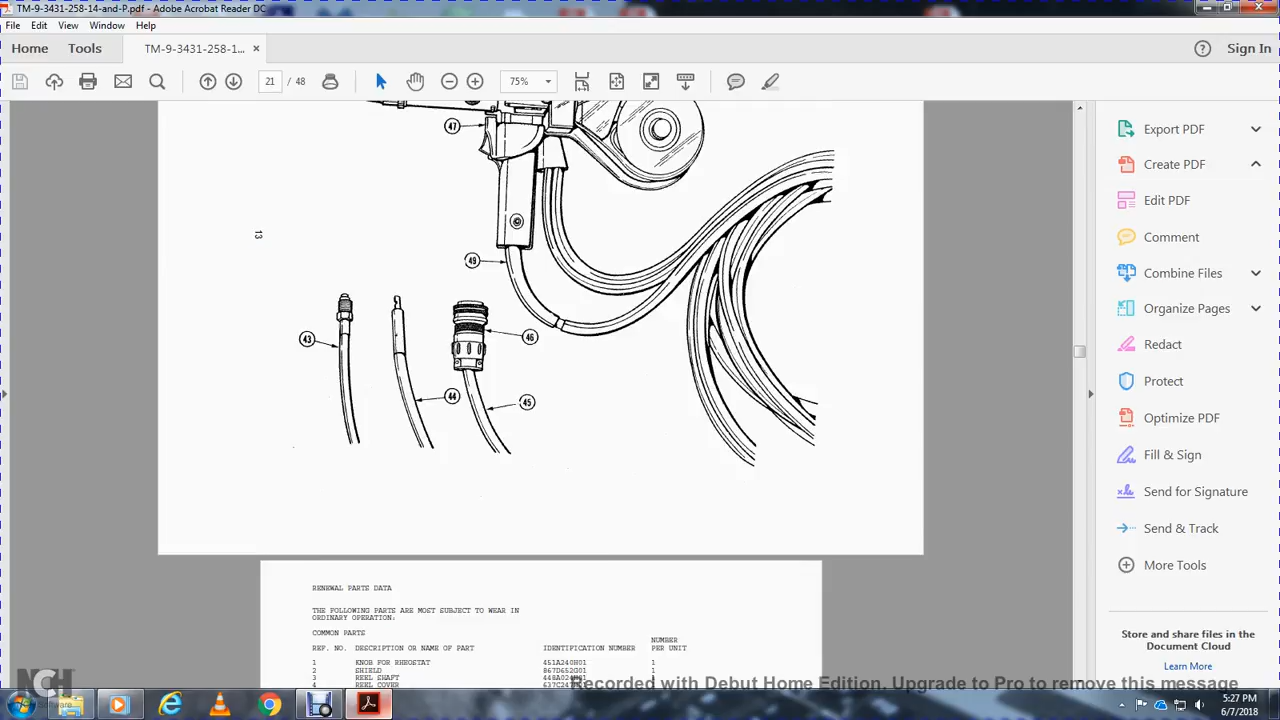 TM-9-3431-258-14-and-P.pdf - Adobe Acrobat Reader DC
File Edit View Window Help
Home Tools TM-9-3431-258-1... × Sign In
21 / 48 75%
47
13
49
43
46
44
45
RENEWAL PARTS DATA
THE FOLLOWING PARTS ARE MOST SUBJECT TO WEAR IN
ORDINARY OPERATION:
COMMON PARTS
NUMBER
REF. NO. DESCRIPTION OR NAME OF PART IDENTIFICATION NUMBER PER UNIT
1 KNOB FOR RHEOSTAT 451A240H01 1
2 SHIELD 867D652G01 1
3 REEL SHAFT
4 REEL COVER
Export PDF
Create PDF
Edit PDF
Comment
Combine Files
Organize Pages
Redact
Protect
Optimize PDF
Fill & Sign
Send for Signature
Send & Track
More Tools
Store and share files in the
Document Cloud
Learn More
NCH
Recorded with Debut Home Edition. Upgrade to Pro to remove this message
5:27 PM
6/7/2018